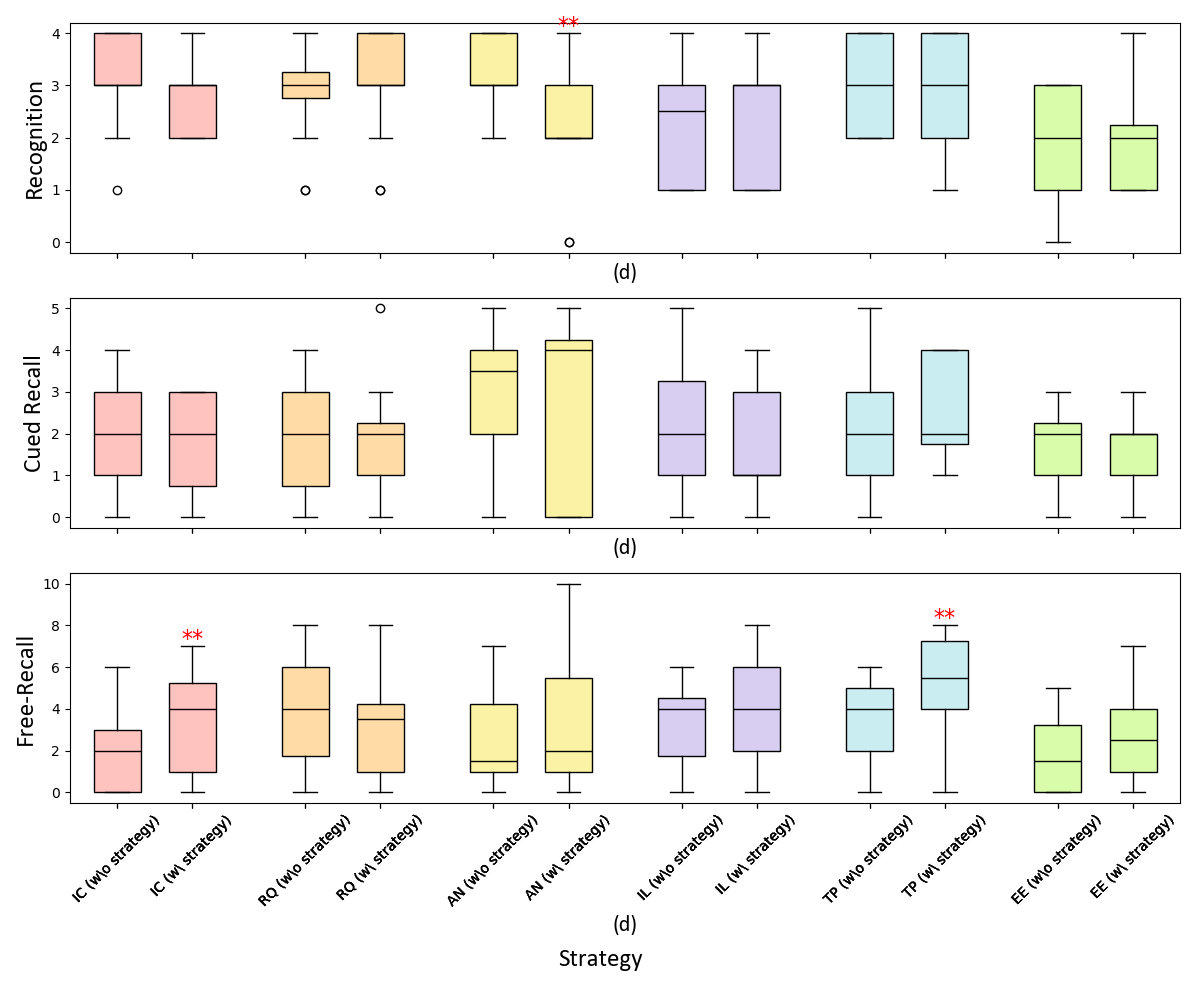 **
4
3
2
1
0
Recognition
(d)
5
4
3
2
1
0
Cued Recall
(d)
10
8
6
4
2
0
Free-Recall
**
**
IC (w\o strategy)
IC (w\ strategy)
RQ (w\o strategy)
RQ (w\ strategy)
AN (w\o strategy)
AN (w\ strategy)
IL (w\o strategy)
IL (w\ strategy)
TP (w\o strategy)
TP (w\ strategy)
EE (w\o strategy)
EE (w\ strategy)
(d)
Strategy